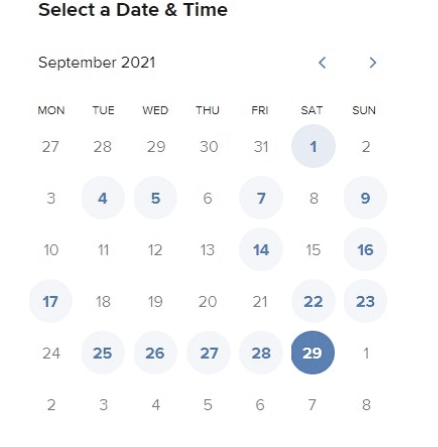 Select a Date & Time
September 2021
MON TUE WED THU FRI SAT SUN
27 28 29 30 31 1 2
3 4 5 6 7 8 9
10 11 12 13 14 15 16
17 18 19 20 21 22 23
24 25 26 27 28 29 1
2 3 4 5 6 7 8